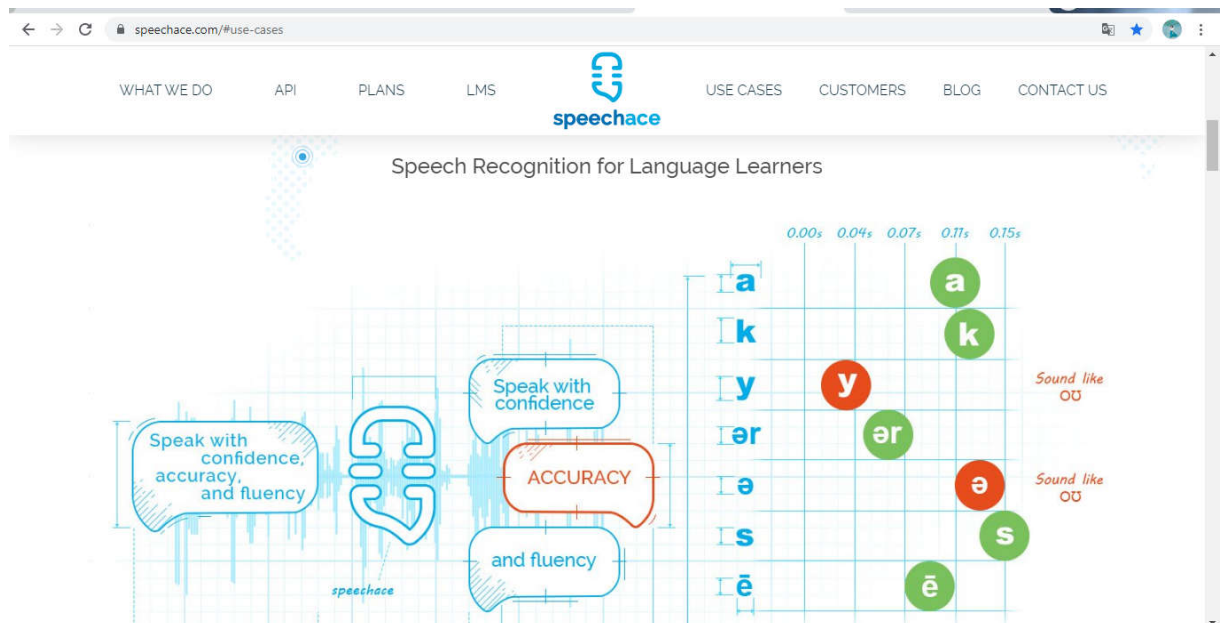 speechace.com/#use-cases
WHAT WE DO API PLANS LMS USE CASES CUSTOMERS BLOG CONTACT US
speechace
Speech Recognition for Language Learners
0.00s 0.04s 0.07s 0.11s 0.15s
a a
k k
Speak with
confidence
y y Sound like
oʊ
ər ər
Speak with
confidence,
accuracy,
and fluency
ACCURACY
ə ə Sound like
oʊ
s s
and fluency
speechace
ē ē